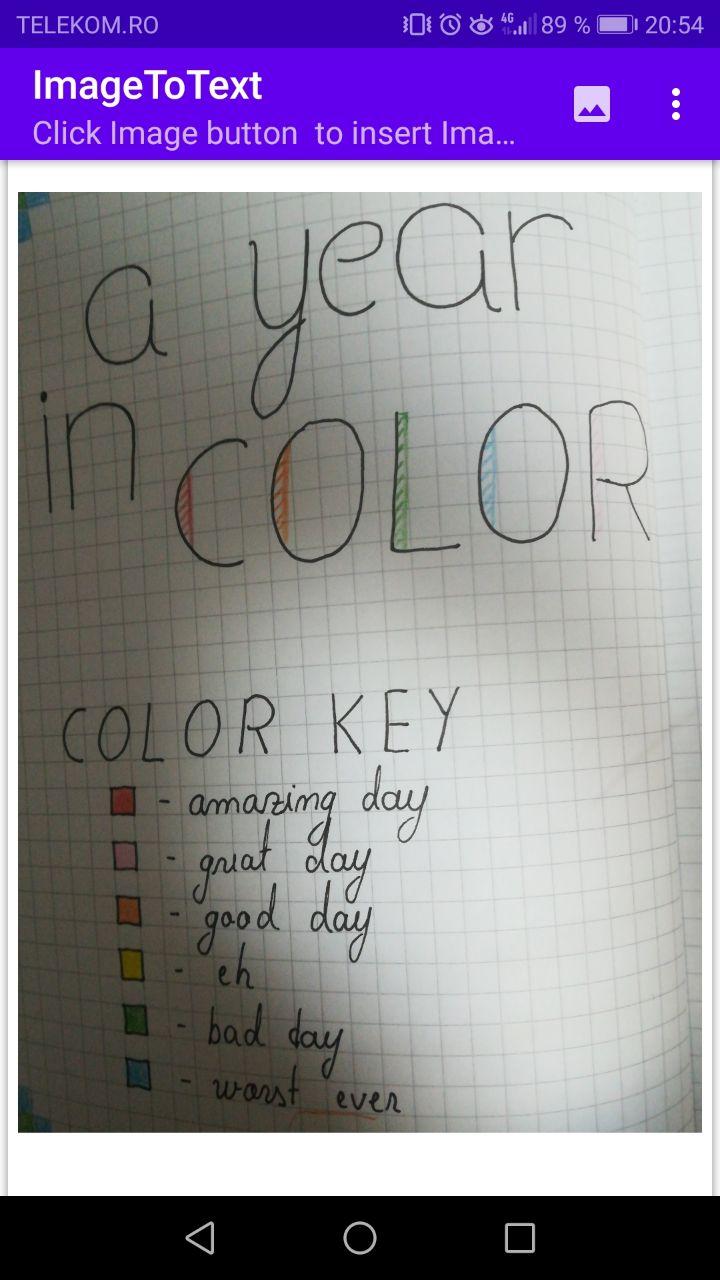 TELEKOM.RO 4G 89 % 20:54
ImageToText
Click Image button to insert Ima...
a year
in COLOR
COLOR KEY
- amazing day
- great day
- good day
- eh
- bad day
- worst ever